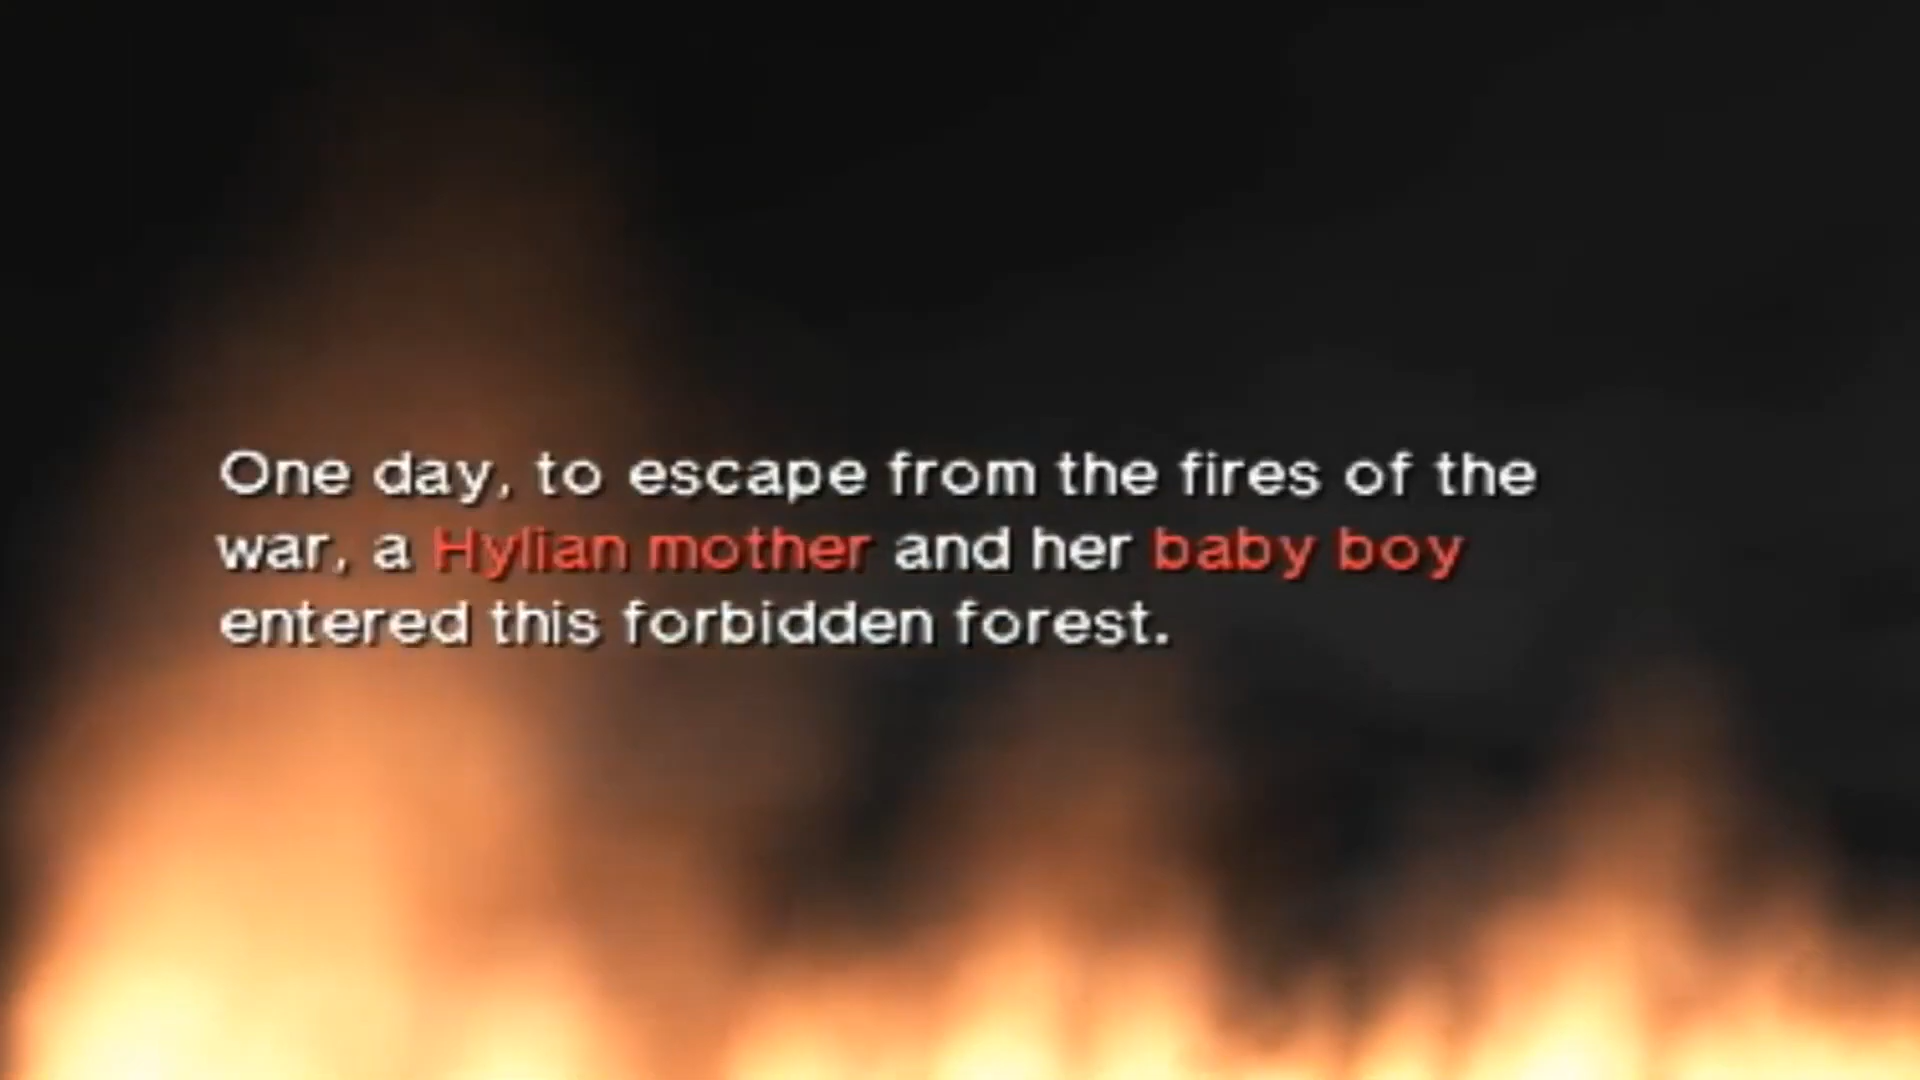 One day, to escape from the fires of the
war, a Hylian mother and her baby boy
entered this forbidden forest.